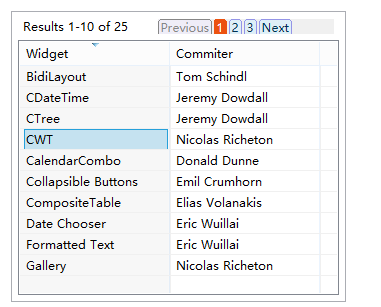 Results 1-10 of 25 Previous 1 2 3 Next
Widget Commiter
BidiLayout Tom Schindl
CDateTime Jeremy Dowdall
CTree Jeremy Dowdall
CWT Nicolas Richeton
CalendarCombo Donald Dunne
Collapsible Buttons Emil Crumhorn
CompositeTable Elias Volanakis
Date Chooser Eric Wuillai
Formatted Text Eric Wuillai
Gallery Nicolas Richeton